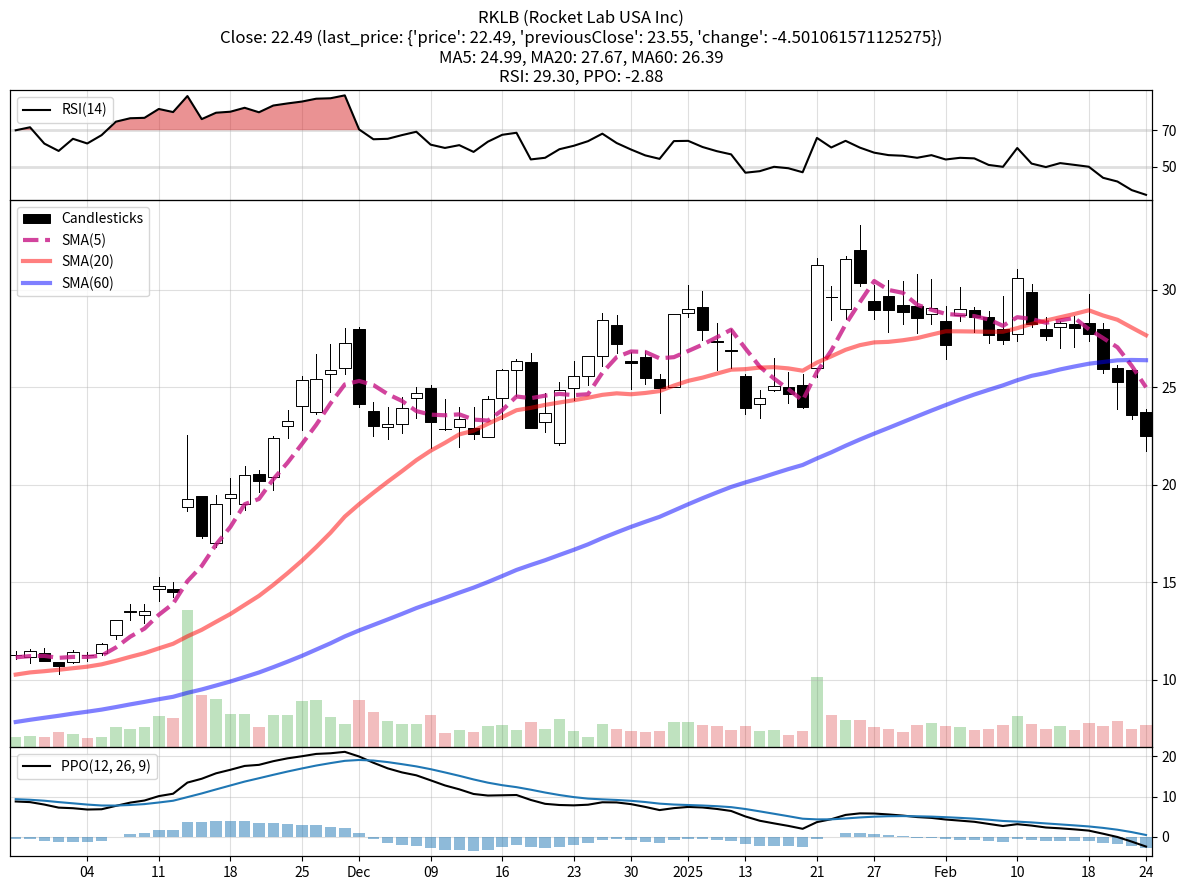 RKLB (Rocket Lab USA Inc)
Close: 22.49 (last_price: {'price': 22.49, 'previousClose': 23.55, 'change': -4.501061571125275})
MA5: 24.99, MA20: 27.67, MA60: 26.39
RSI: 29.30, PPO: -2.88
RSI(14)
70
50
Candlesticks
SMA(5)
SMA(20)
SMA(60)
30
25
20
15
10
PPO(12, 26, 9)
20
10
0
04 11 18 25 Dec 09 16 23 30 2025 13 21 27 Feb 10 18 24